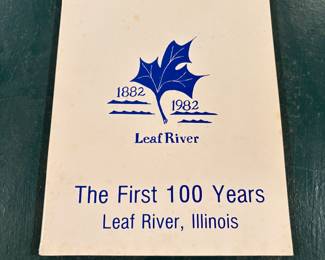 1882
1982
Leaf River
The First 100 Years
Leaf River, Illinois